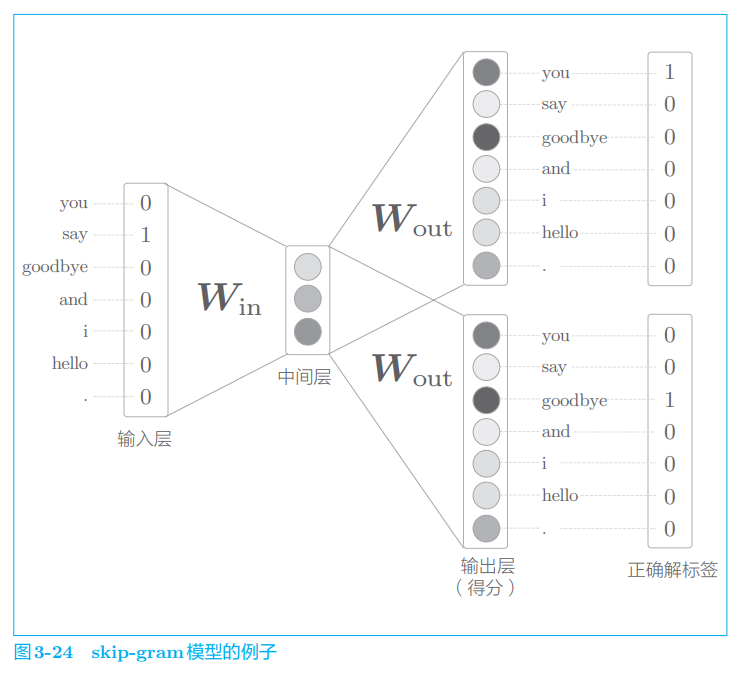 you 0
say 1
goodbye 0
and 0
i 0
hello 0
. 0
输入层
W in
中间层
W out
you 1
say 0
goodbye 0
and 0
i 0
hello 0
. 0
W out
you 0
say 0
goodbye 1
and 0
i 0
hello 0
. 0
输出层
（得分）
正确解标签
图3-24 skip-gram模型的例子